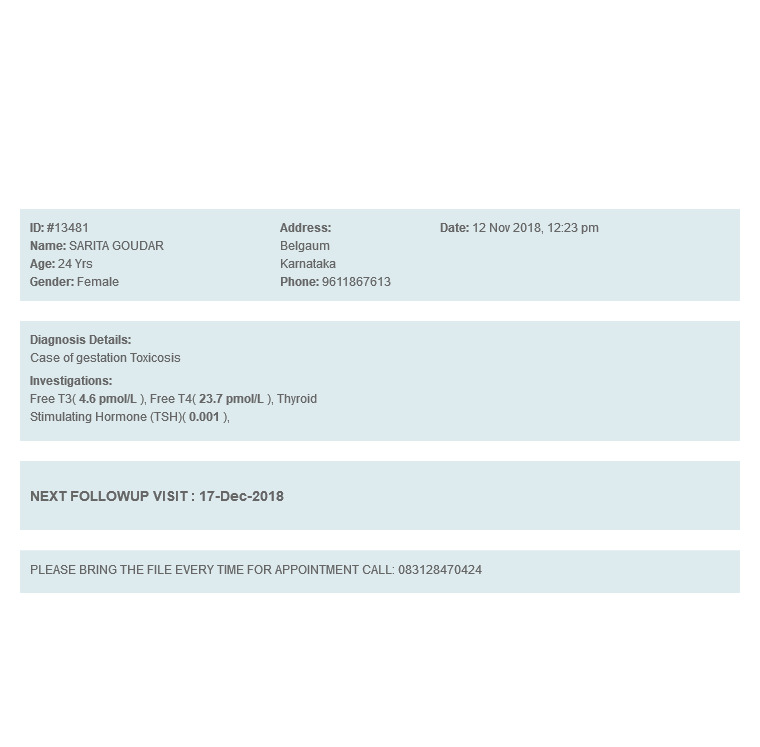 ID: #13481
Name: SARITA GOUDAR
Age: 24 Yrs
Gender: Female
Address:
Belgaum
Karnataka
Phone: 9611867613
Date: 12 Nov 2018, 12:23 pm
Diagnosis Details:
Case of gestation Toxicosis
Investigations:
Free T3( 4.6 pmol/L ), Free T4( 23.7 pmol/L ), Thyroid
Stimulating Hormone (TSH)( 0.001 ),
NEXT FOLLOWUP VISIT : 17-Dec-2018
PLEASE BRING THE FILE EVERY TIME FOR APPOINTMENT CALL: 083128470424